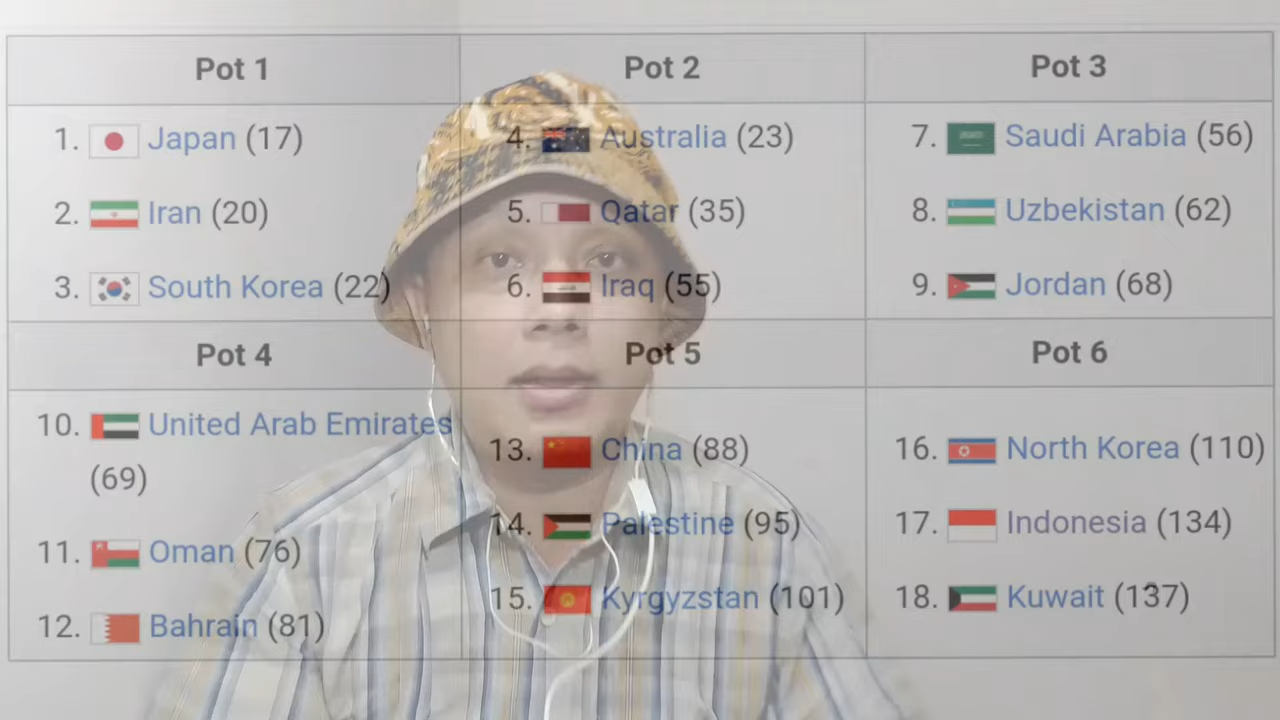 Pot 1
Pot 2
Pot 3
1. Japan (17)
2. Iran (20)
3. South Korea (22)
4. Australia (23)
5. Qatar (35)
6. Iraq (55)
7. Saudi Arabia (56)
8. Uzbekistan (62)
9. Jordan (68)
Pot 4
Pot 5
Pot 6
10. United Arab Emirates
(69)
11. Oman (76)
12. Bahrain (81)
13. China (88)
14. Palestine (95)
15. Kyrgyzstan (101)
16. North Korea (110)
17. Indonesia (134)
18. Kuwait (137)